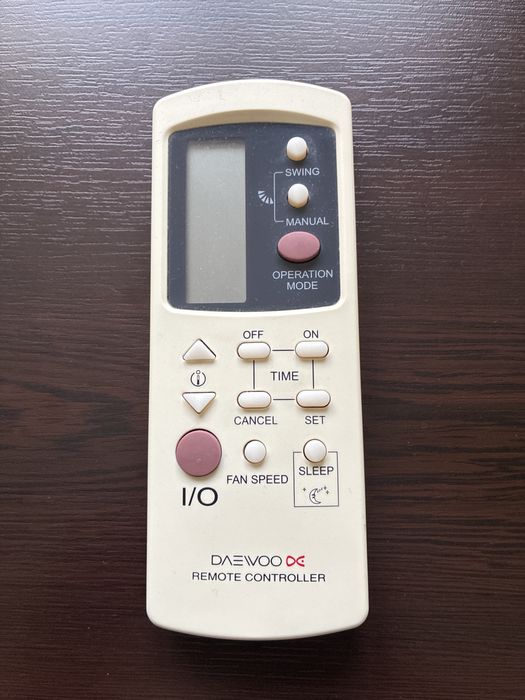 SWING
MANUAL
OPERATION
MODE
OFF ON
TIME
CANCEL SET
I/O
FAN SPEED
SLEEP
DAEWOO
REMOTE CONTROLLER